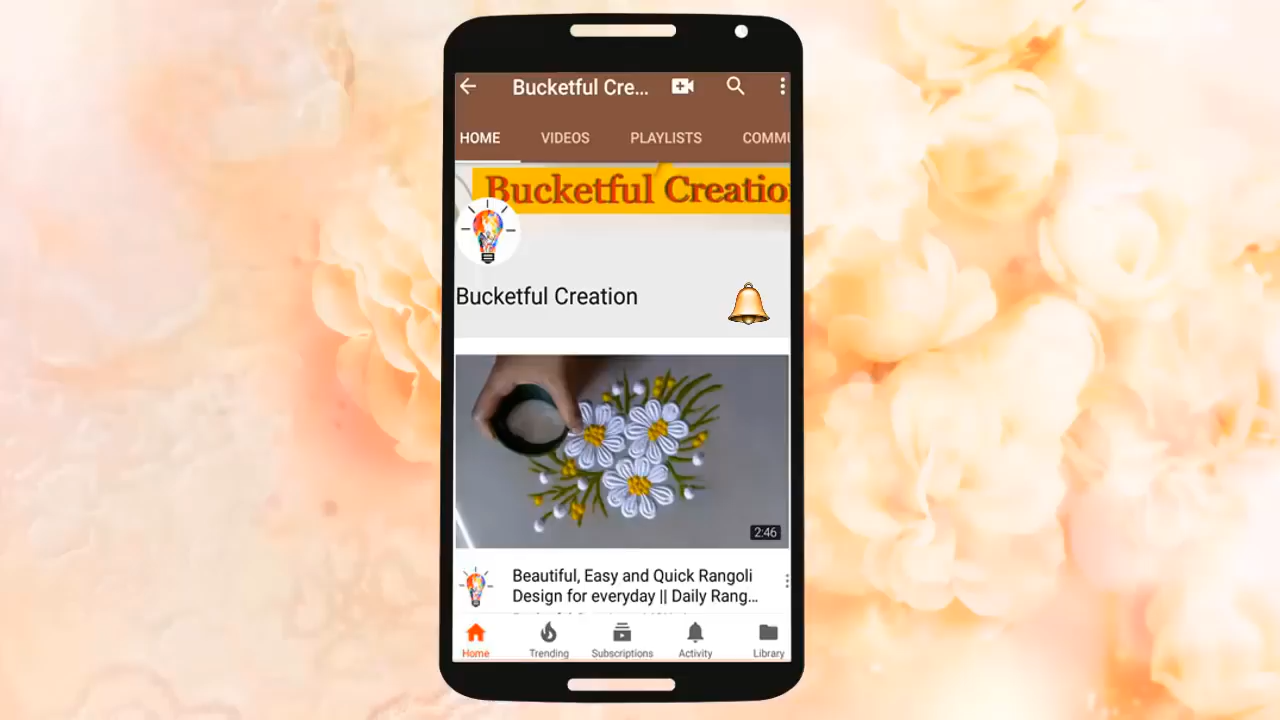 Bucketful Cre...
HOME VIDEOS PLAYLISTS COMMU
Bucketful Creation
Bucketful Creation
2:46
Beautiful, Easy and Quick Rangoli
Design for everyday || Daily Rang...
Home Trending Subscriptions Activity Library